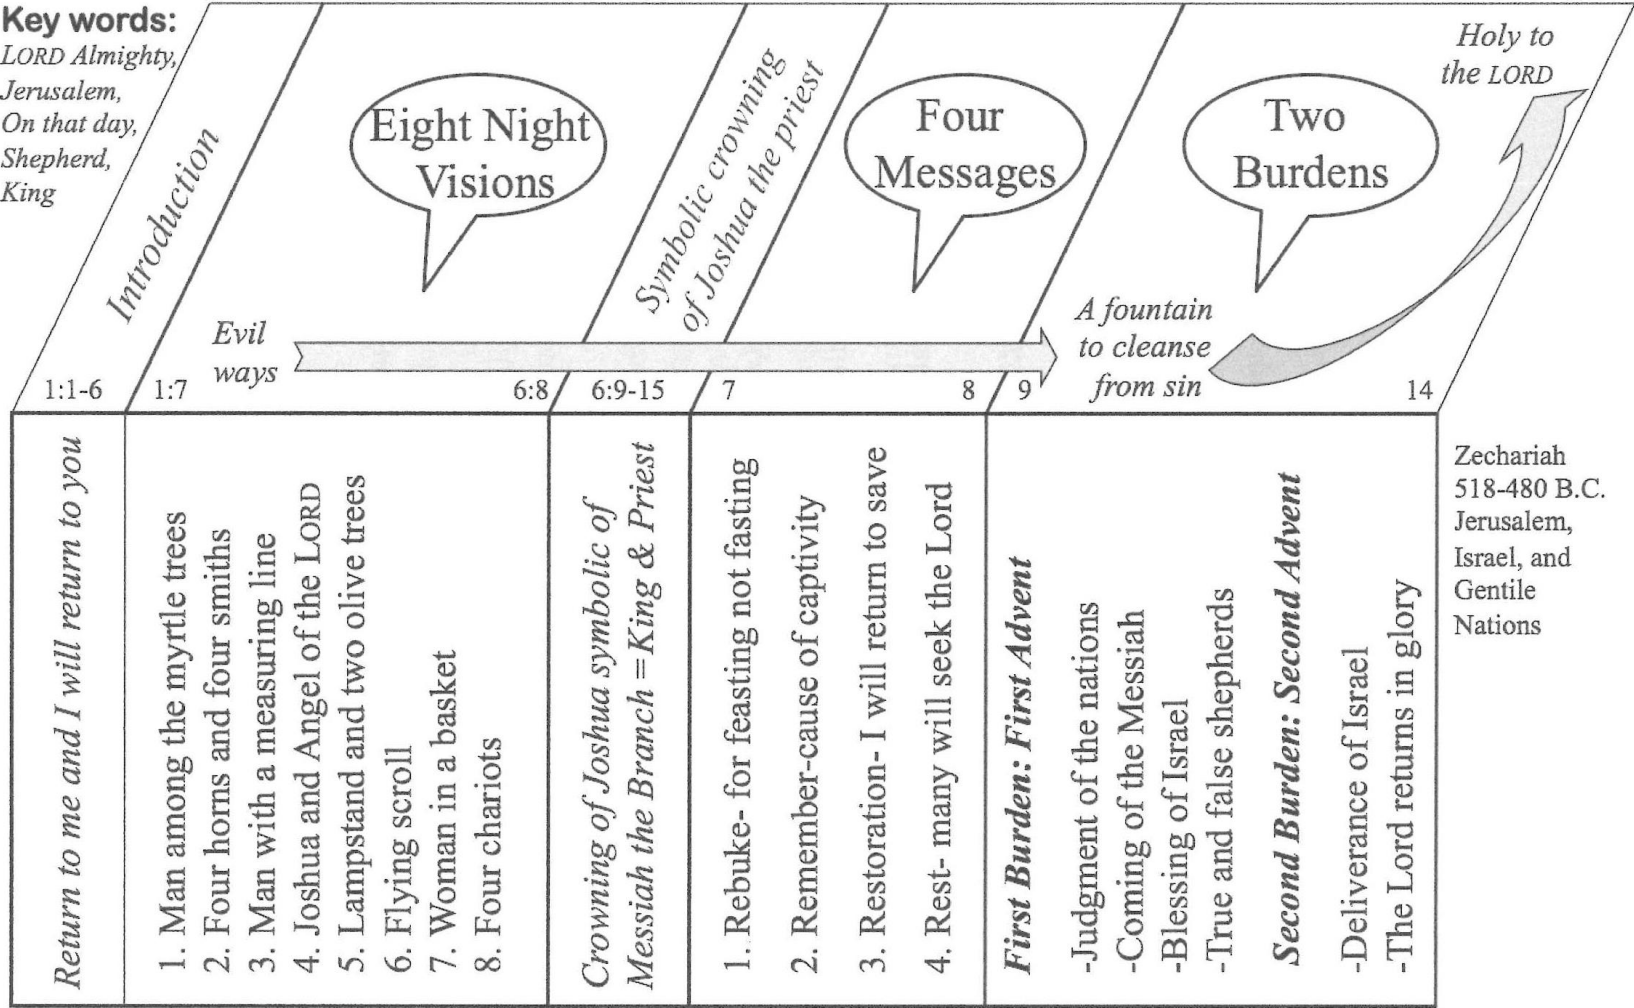 Key words:
LORD Almighty,
Jerusalem,
On that day,
Shepherd,
King
Introduction
Eight Night
Visions
Symbolic crowning
of Joshua the priest
Four
Messages
Two
Burdens
Holy to
the LORD
Evil
ways
A fountain
to cleanse
from sin
1:1-6
1:7
6:8
6:9-15
7
8
9
14
Return to me and I will return to you
1. Man among the myrtle trees
2. Four horns and four smiths
3. Man with a measuring line
4. Joshua and Angel of the LORD
5. Lampstand and two olive trees
6. Flying scroll
7. Woman in a basket
8. Four chariots
Crowning of Joshua symbolic of
Messiah the Branch =King & Priest
1. Rebuke- for feasting not fasting
2. Remember-cause of captivity
3. Restoration- I will return to save
4. Rest- many will seek the Lord
First Burden: First Advent
-Judgment of the nations
-Coming of the Messiah
-Blessing of Israel
-True and false shepherds
Second Burden: Second Advent
-Deliverance of Israel
-The Lord returns in glory
Zechariah
518-480 B.C.
Jerusalem,
Israel, and
Gentile
Nations